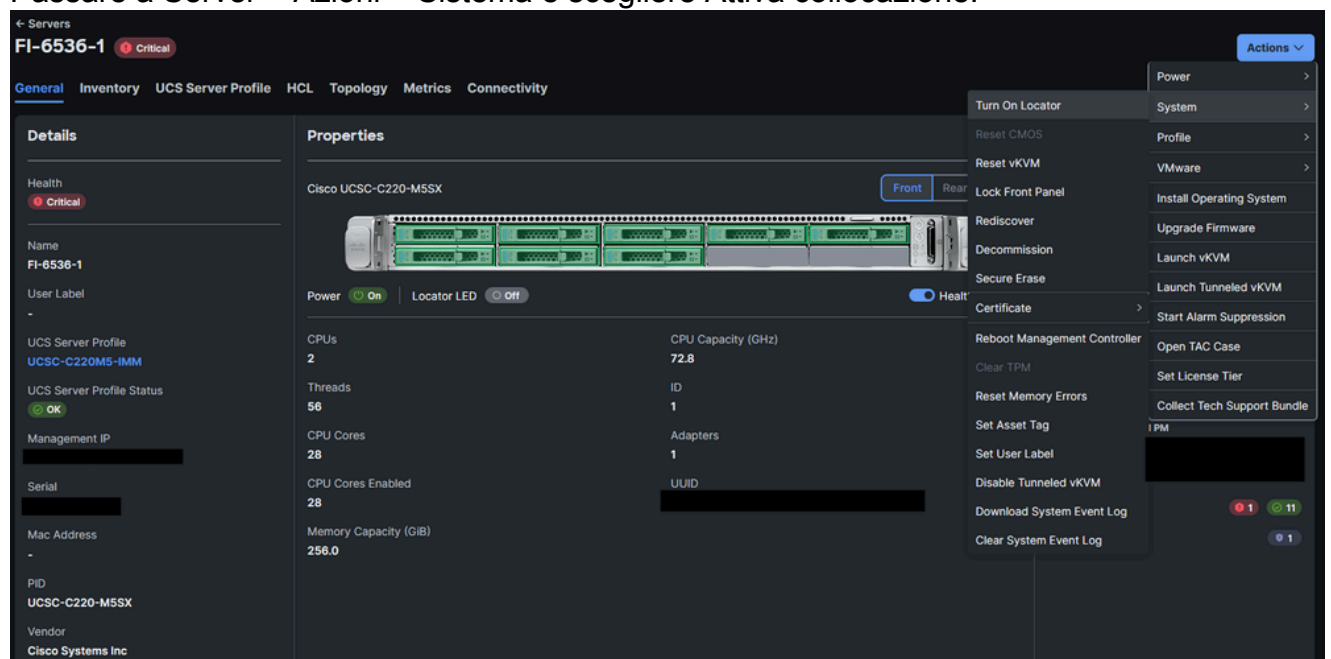 ← Servers
FI-6536-1 Critical
Actions
General Inventory UCS Server Profile HCL Topology Metrics Connectivity
Details
Health
Critical
Name
FI-6536-1
User Label
-
UCS Server Profile
UCSC-C220M5-IMM
UCS Server Profile Status
OK
Management IP
Serial
Mac Address
-
PID
UCSC-C220-M5SX
Vendor
Cisco Systems Inc
Properties
Cisco UCSC-C220-M5SX
Front Rear
Power On Locator LED Off
Healt
CPUs
2
Threads
56
CPU Cores
28
CPU Cores Enabled
28
Memory Capacity (GiB)
256.0
CPU Capacity (GHz)
72.8
ID
1
Adapters
1
UUID
Turn On Locator
Reset CMOS
Reset vKVM
Lock Front Panel
Rediscover
Decommission
Secure Erase
Certificate >
Reboot Management Controller
Clear TPM
Reset Memory Errors
Set Asset Tag
Set User Label
Disable Tunneled vKVM
Download System Event Log
Clear System Event Log
Power >
System >
Profile >
VMware >
Install Operating System
Upgrade Firmware
Launch vKVM
Launch Tunneled vKVM
Start Alarm Suppression
Open TAC Case
Set License Tier
Collect Tech Support Bundle
PM
1 11
1